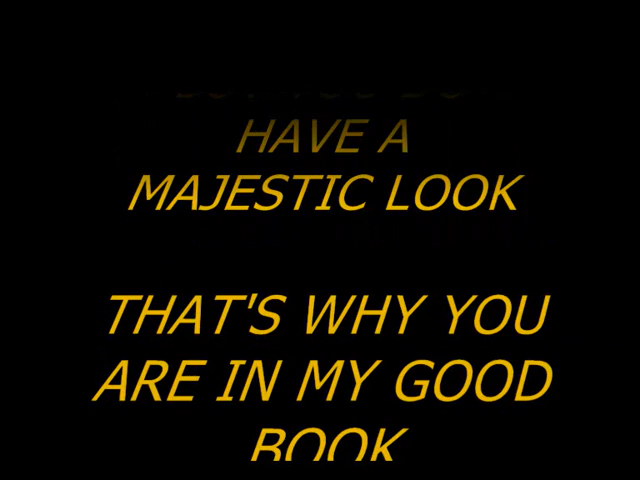 HAVE A
MAJESTIC LOOK
THAT'S WHY YOU
ARE IN MY GOOD
BOOK